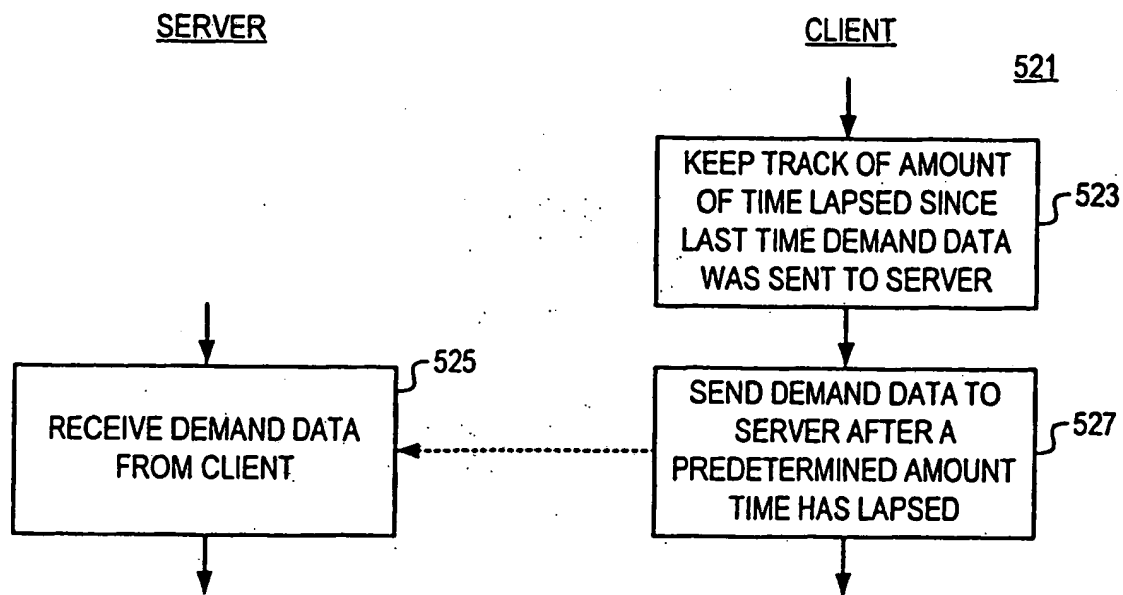 SERVER
CLIENT
521
KEEP TRACK OF AMOUNT
OF TIME LAPSED SINCE
LAST TIME DEMAND DATA
WAS SENT TO SERVER
523
525
RECEIVE DEMAND DATA
FROM CLIENT
SEND DEMAND DATA TO
SERVER AFTER A
PREDETERMINED AMOUNT
TIME HAS LAPSED
527